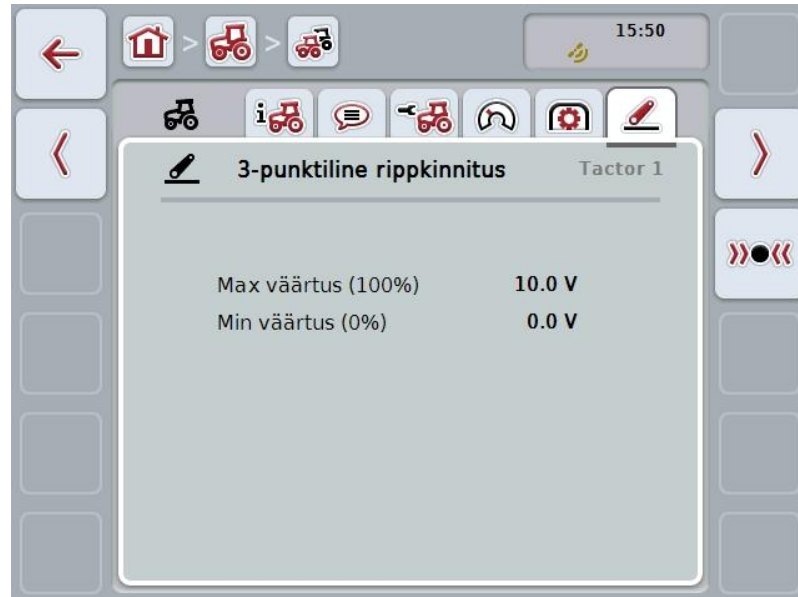 15:50
3-punktiline rippkinnitus Tactor 1
Max väärtus (100%) 10.0 V
Min väärtus (0%) 0.0 V